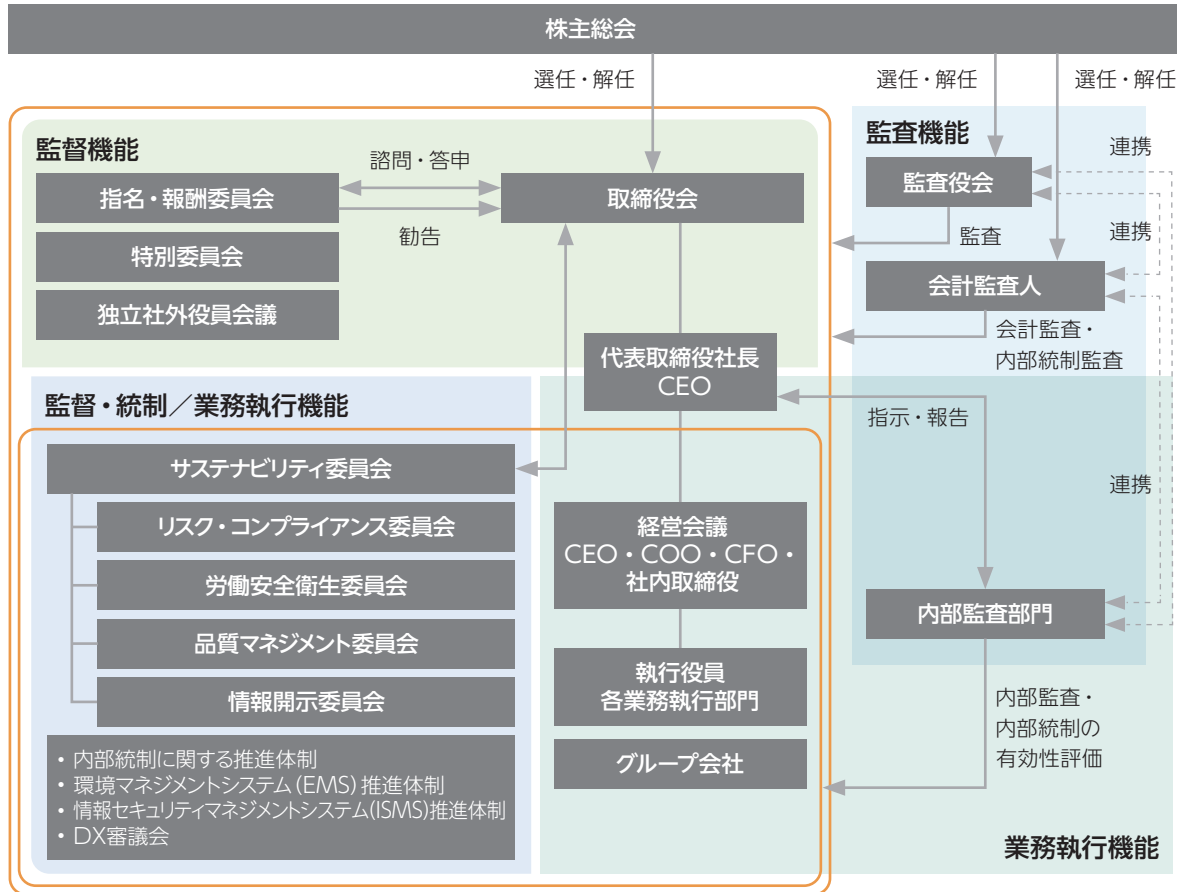 株主総会
選任・解任
選任・解任
選任・解任
監督機能
指名・報酬委員会
諮問・答申
勧告
取締役会
特別委員会
独立社外役員会議
代表取締役社長
CEO
監査機能
監査役会
監査
会計監査人
会計監査・
内部統制監査
連携
連携
連携
指示・報告
監督・統制／業務執行機能
サステナビリティ委員会
リスク・コンプライアンス委員会
労働安全衛生委員会
品質マネジメント委員会
情報開示委員会
・内部統制に関する推進体制
・環境マネジメントシステム(EMS)推進体制
・情報セキュリティマネジメントシステム(ISMS)推進体制
・DX審議会
経営会議
CEO・COO・CFO・
社内取締役
執行役員
各業務執行部門
グループ会社
内部監査部門
内部監査・
内部統制の
有効性評価
業務執行機能